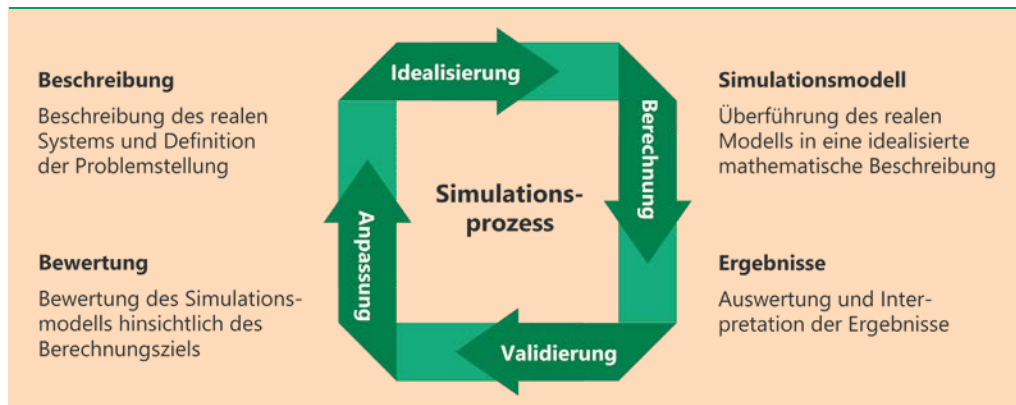 Beschreibung
Beschreibung des realen
Systems und Definition
der Problemstellung
Idealisierung
Simulationsmodell
Überführung des realen
Modells in eine idealisierte
mathematische Beschreibung
Berechnung
Simulations-
prozess
Anpassung
Bewertung
Bewertung des Simulations-
modells hinsichtlich des
Berechnungsziels
Ergebnisse
Auswertung und Inter-
pretation der Ergebnisse
Validierung